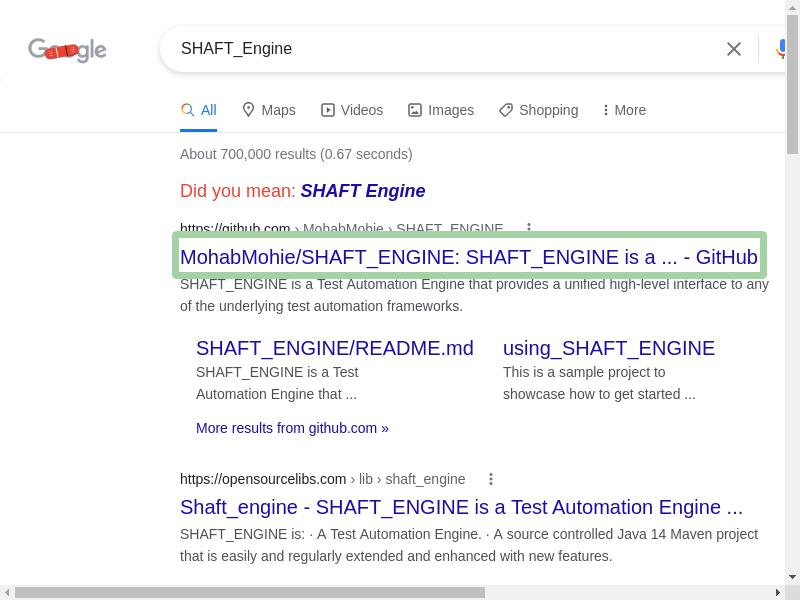 Google
SHAFT_Engine
All Maps Videos Images Shopping More
About 700,000 results (0.67 seconds)
Did you mean: SHAFT Engine
https://github.com › MohabMohie › SHAFT_ENGINE
MohabMohie/SHAFT_ENGINE: SHAFT_ENGINE is a ... - GitHub
SHAFT_ENGINE is a Test Automation Engine that provides a unified high-level interface to any
of the underlying test automation frameworks.
SHAFT_ENGINE/README.md using_SHAFT_ENGINE
SHAFT_ENGINE is a Test This is a sample project to
Automation Engine that ... showcase how to get started ...
More results from github.com »
https://opensourcelibs.com › lib › shaft_engine
Shaft_engine - SHAFT_ENGINE is a Test Automation Engine ...
SHAFT_ENGINE is: · A Test Automation Engine. · A source controlled Java 14 Maven project
that is easily and regularly extended and enhanced with new features.